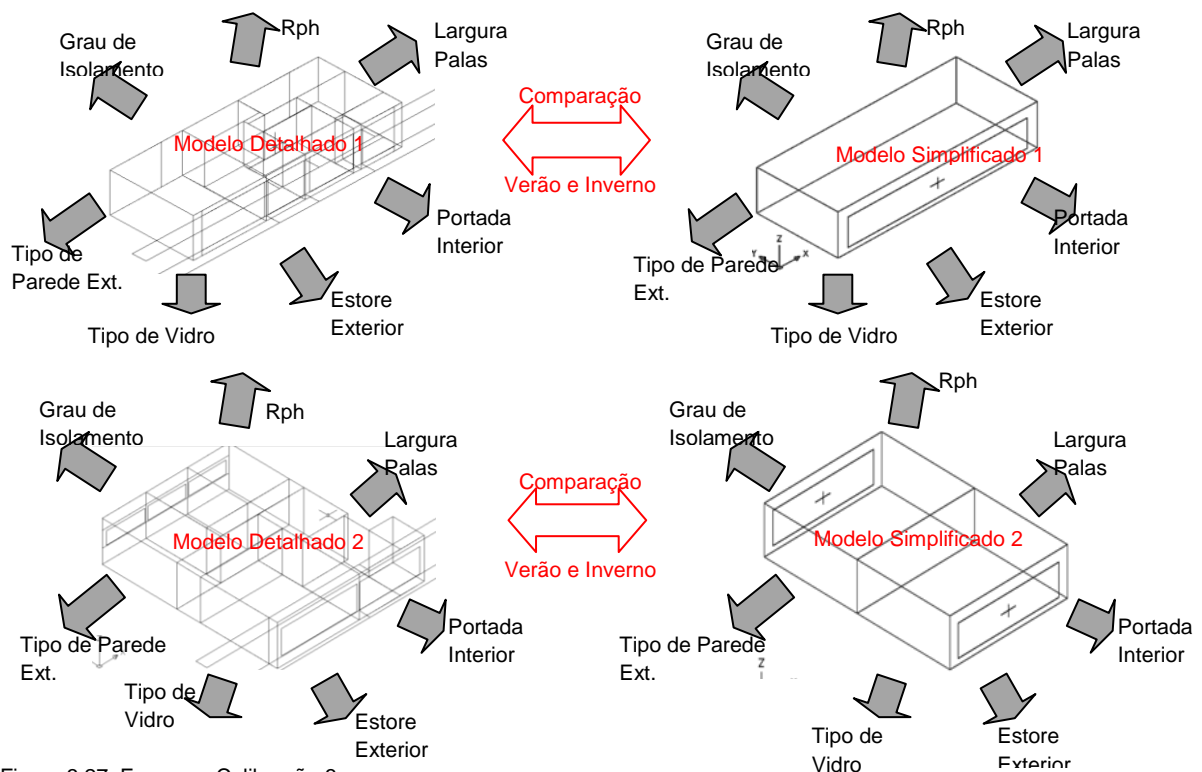 Rph
Grau de
Isolamento
Largura
Palas
Modelo Detalhado 1
Tipo de
Parede Ext.
Tipo de Vidro
Estore
Exterior
Portada
Interior
Comparação
Verão e Inverno
Rph
Grau de
Isolamento
Largura
Palas
Modelo Simplificado 1
Z
Y
X
Tipo de Parede
Ext.
Tipo de Vidro
Estore
Exterior
Portada
Interior
Rph
Grau de
Isolamento
Largura
Palas
Modelo Detalhado 2
Tipo de Parede
Ext.
Tipo de
Vidro
Estore
Exterior
Portada
Interior
Comparação
Verão e Inverno
Rph
Grau de
Isolamento
Largura
Palas
Modelo Simplificado 2
Tipo de Parede
Ext.
Z
Tipo de
Vidro
Estore
Exterior
Portada
Interior